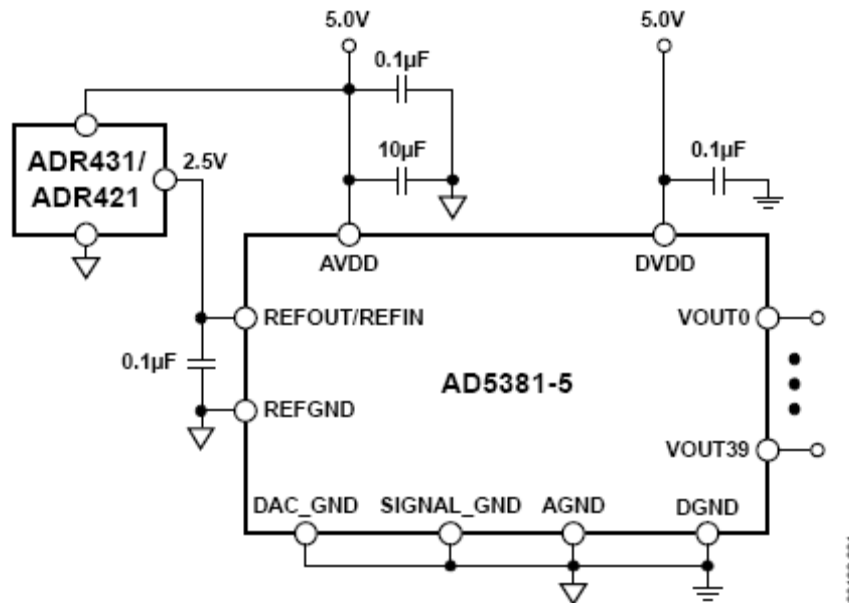 5.0V
5.0V
0.1µF
ADR431/
ADR421
2.5V
10µF
0.1µF
AVDD
DVDD
REFOUT/REFIN
VOUT0
0.1µF
AD5381-5
REFGND
VOUT39
DAC_GND
SIGNAL_GND
AGND
DGND